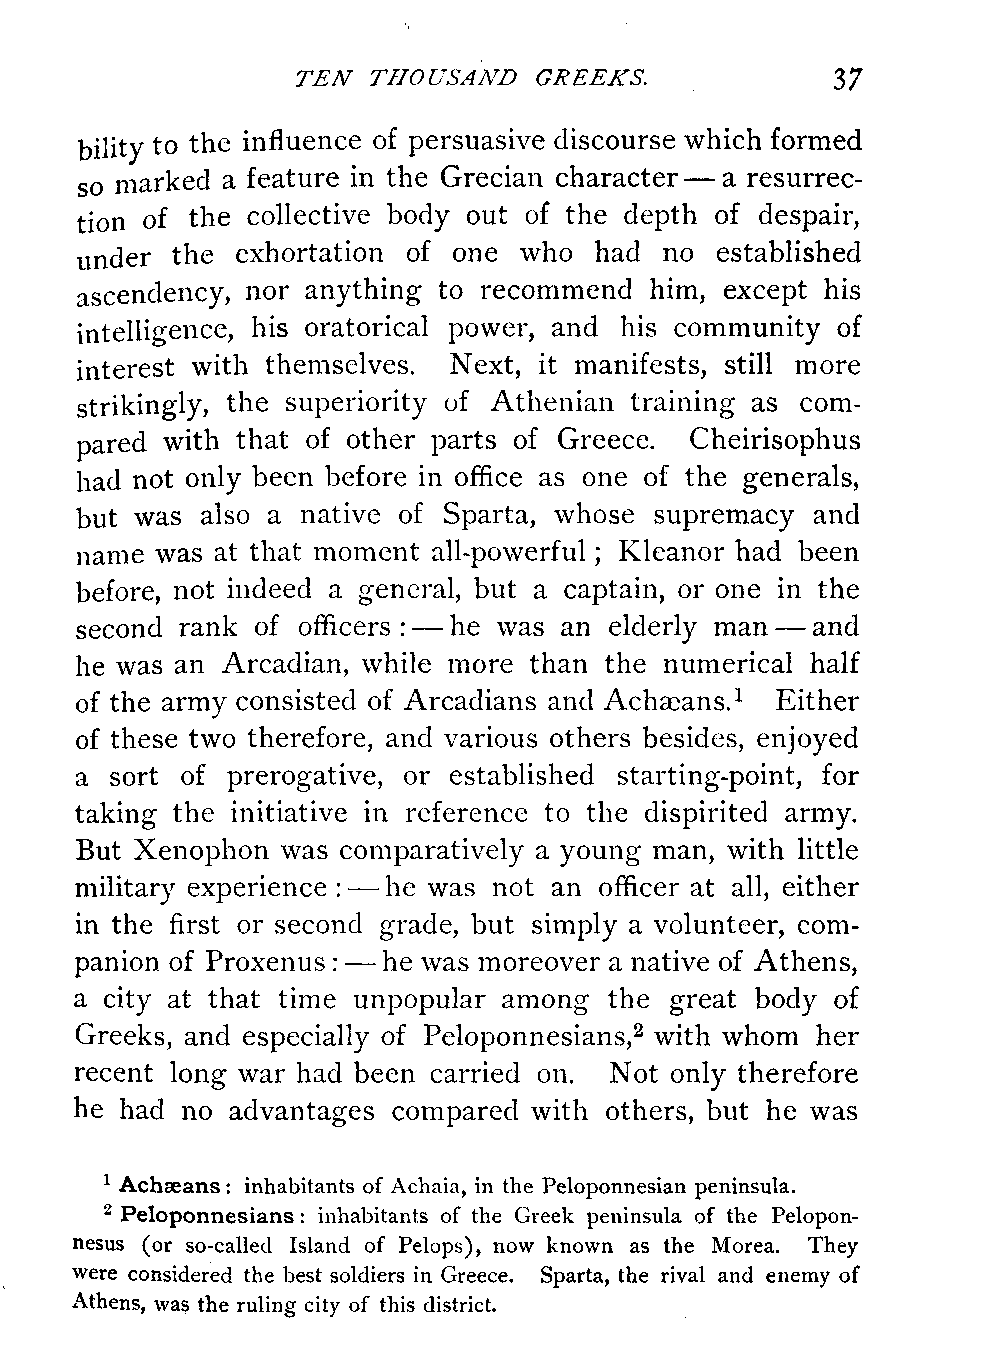 TEN THOUSAND GREEKS. 37
bility to the influence of persuasive discourse which formed
so marked a feature in the Grecian character — a resurrec-
tion of the collective body out of the depth of despair,
under the exhortation of one who had no established
ascendency, nor anything to recommend him, except his
intelligence, his oratorical power, and his community of
interest with themselves. Next, it manifests, still more
strikingly, the superiority of Athenian training as com-
pared with that of other parts of Greece. Cheirisophus
had not only been before in office as one of the generals,
but was also a native of Sparta, whose supremacy and
name was at that moment all-powerful; Kleanor had been
before, not indeed a general, but a captain, or one in the
second rank of officers: — he was an elderly man — and
he was an Arcadian, while more than the numerical half
of the army consisted of Arcadians and Achæans.¹ Either
of these two therefore, and various others besides, enjoyed
a sort of prerogative, or established starting-point, for
taking the initiative in reference to the dispirited army.
But Xenophon was comparatively a young man, with little
military experience: — he was not an officer at all, either
in the first or second grade, but simply a volunteer, com-
panion of Proxenus: — he was moreover a native of Athens,
a city at that time unpopular among the great body of
Greeks, and especially of Peloponnesians,² with whom her
recent long war had been carried on. Not only therefore
he had no advantages compared with others, but he was
¹ Achæans: inhabitants of Achaia, in the Peloponnesian peninsula.
² Peloponnesians: inhabitants of the Greek peninsula of the Pelopon-
nesus (or so-called Island of Pelops), now known as the Morea. They
were considered the best soldiers in Greece. Sparta, the rival and enemy of
Athens, was the ruling city of this district.